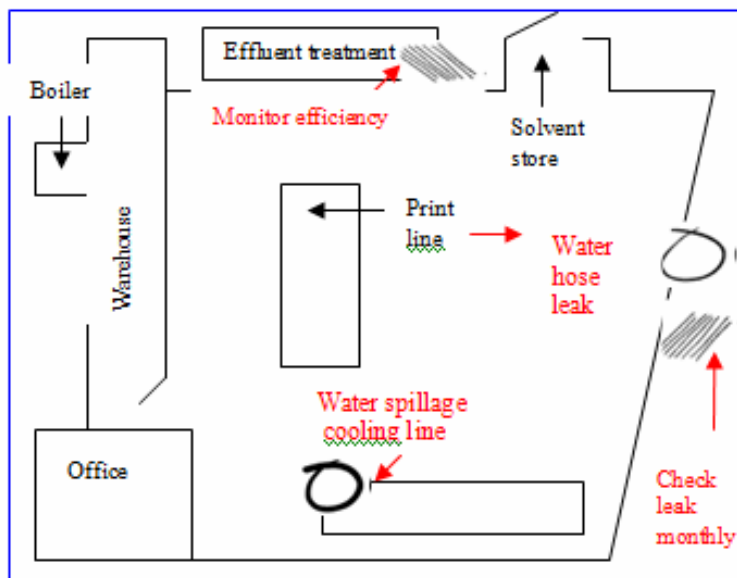 Effluent treatment
Boiler
Monitor efficiency
Solvent
store
Warehouse
Print
line
Water
hose
leak
Water spillage
cooling line
Office
Check
leak
monthly